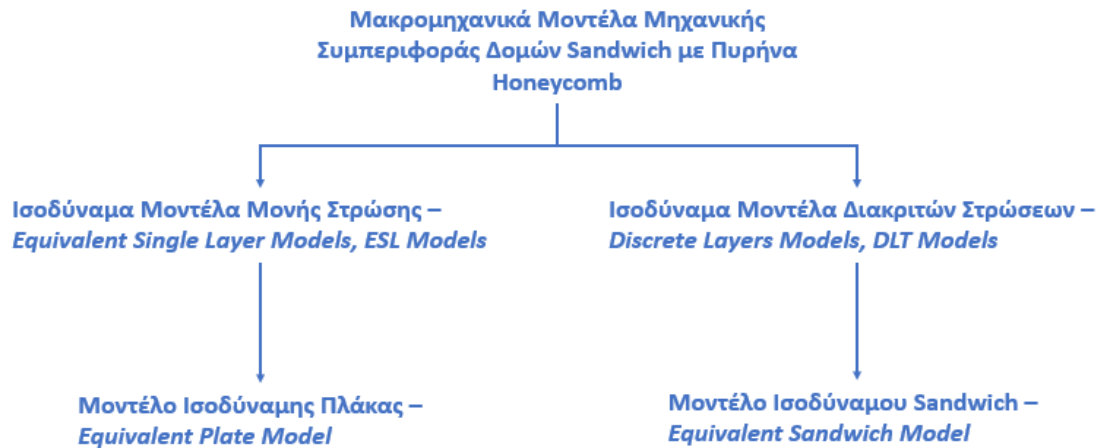 Μακρομηχανικά Μοντέλα Μηχανικής
Συμπεριφοράς Δομών Sandwich με Πυρήνα
Honeycomb
Ισοδύναμα Μοντέλα Μονής Στρώσης –
Equivalent Single Layer Models, ESL Models
Ισοδύναμα Μοντέλα Διακριτών Στρώσεων –
Discrete Layers Models, DLT Models
Μοντέλο Ισοδύναμης Πλάκας –
Equivalent Plate Model
Μοντέλο Ισοδύναμου Sandwich –
Equivalent Sandwich Model